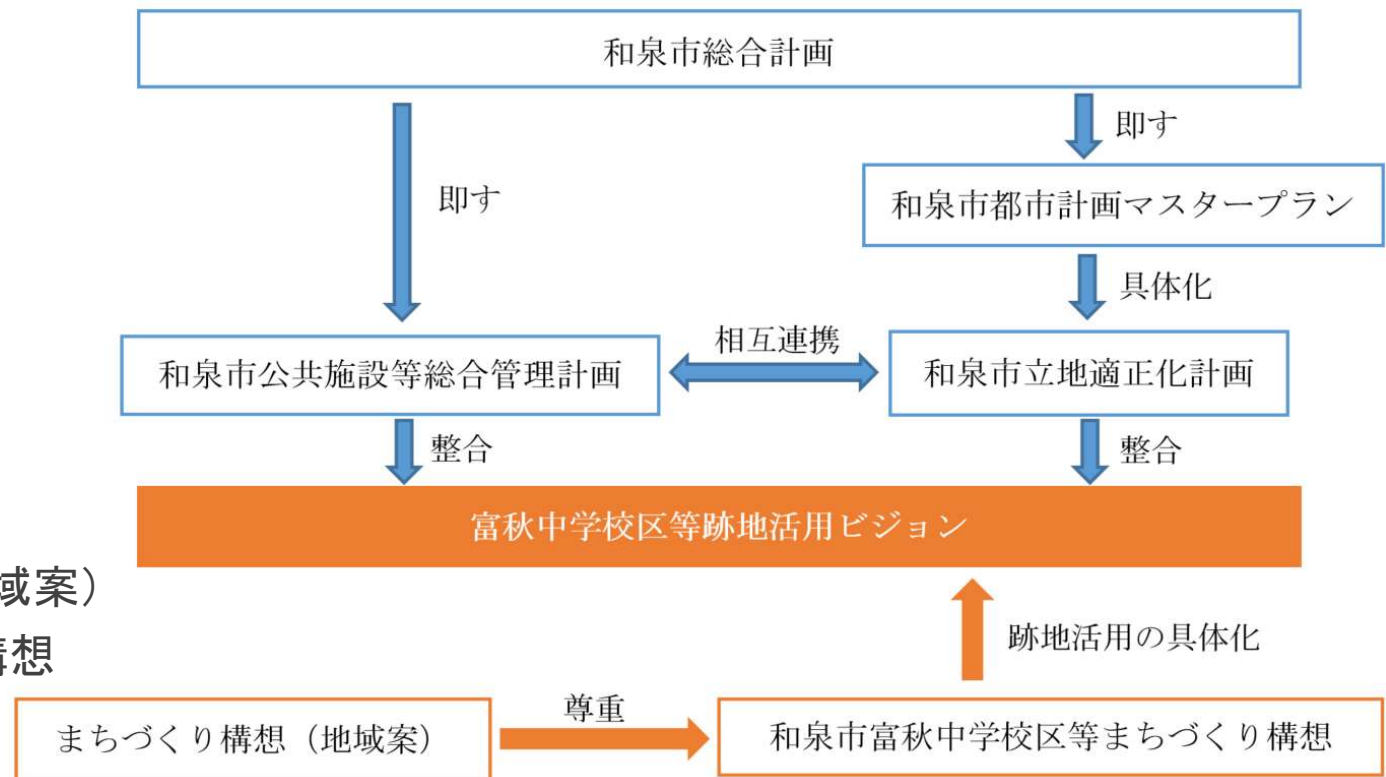 和泉市総合計画
即す
即す
和泉市都市計画マスタープラン
具体化
相互連携
和泉市公共施設等総合管理計画
和泉市立地適正化計画
整合
整合
富秋中学校区等跡地活用ビジョン
域案）
構想
跡地活用の具体化
尊重
まちづくり構想（地域案）
和泉市富秋中学校区等まちづくり構想